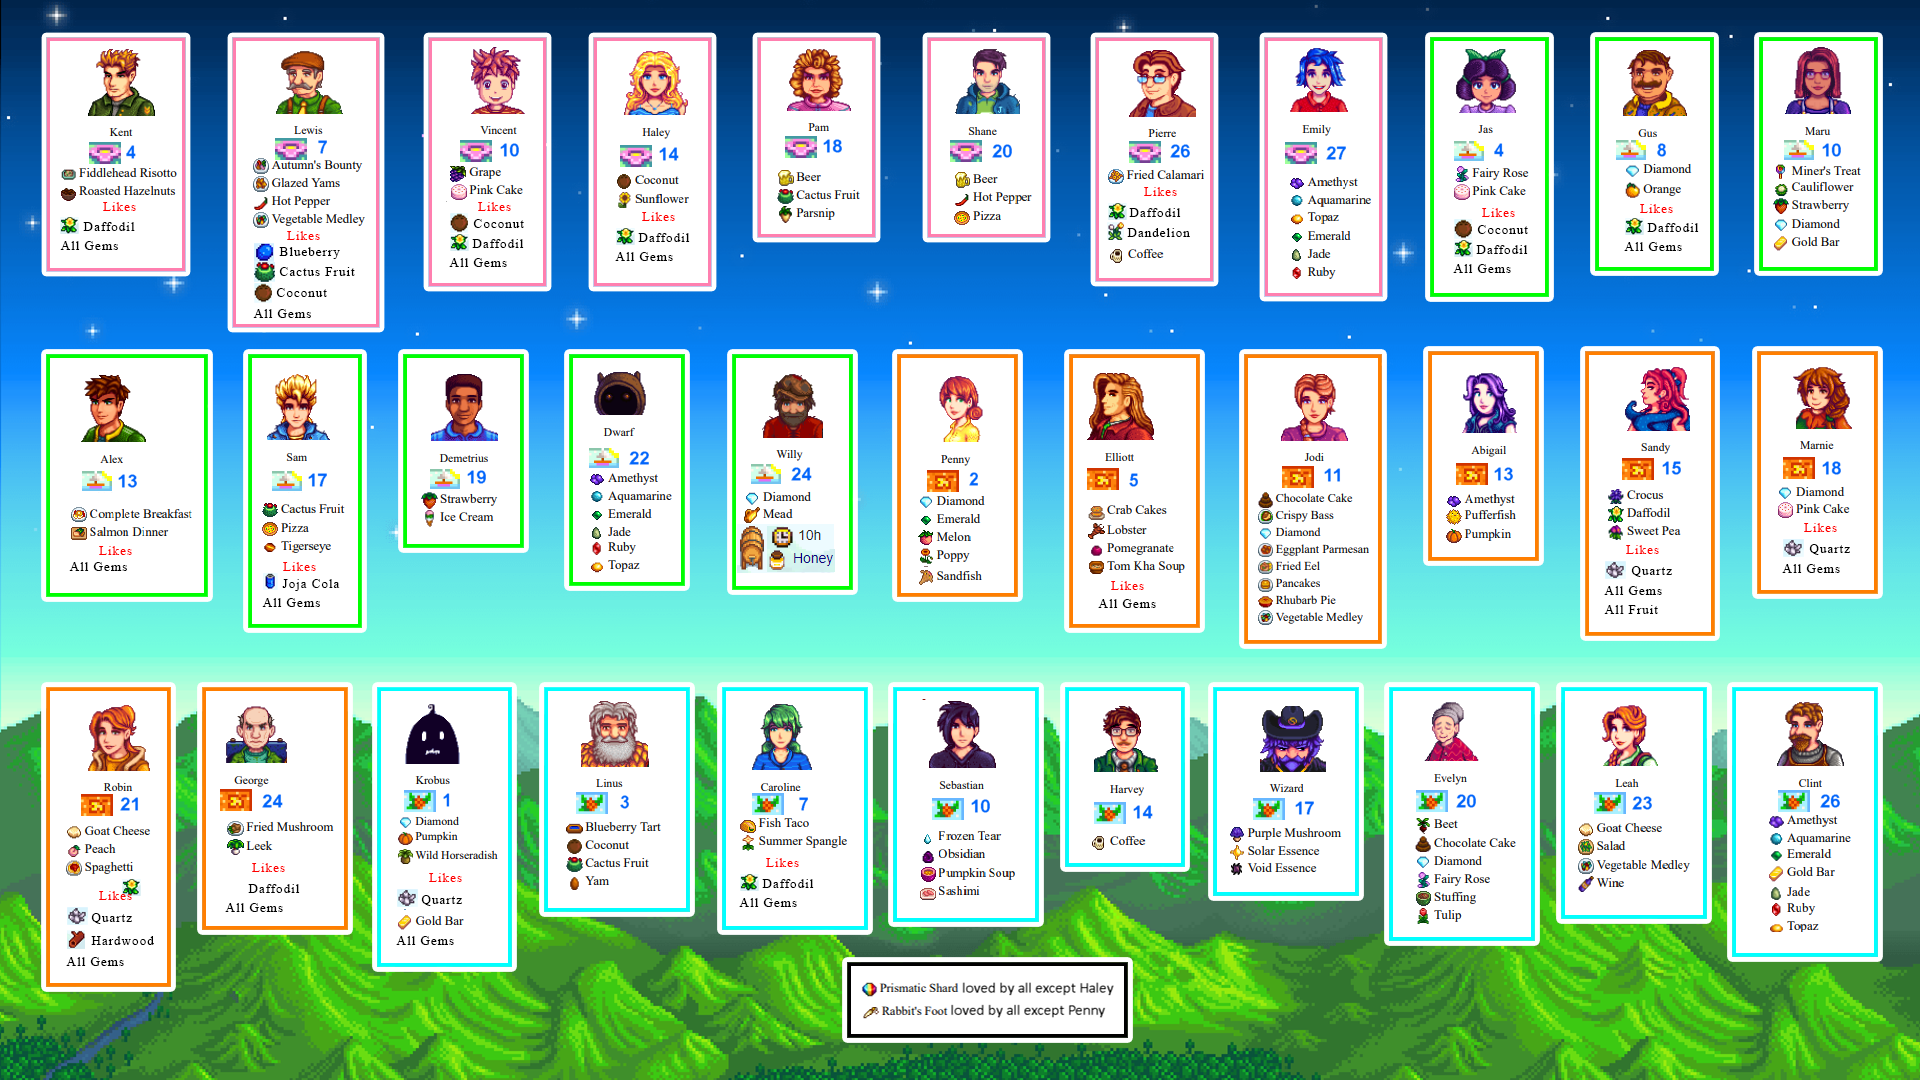 Kent
4
Fiddlehead Risotto
Roasted Hazelnuts
Likes
Daffodil
All Gems
Lewis
7
Autumn's Bounty
Glazed Yams
Hot Pepper
Vegetable Medley
Likes
Blueberry
Cactus Fruit
Coconut
All Gems
Vincent
10
Grape
Pink Cake
Likes
Coconut
Daffodil
All Gems
Haley
14
Coconut
Sunflower
Likes
Daffodil
All Gems
Pam
18
Beer
Cactus Fruit
Parsnip
Shane
20
Beer
Hot Pepper
Pizza
Pierre
26
Fried Calamari
Likes
Daffodil
Dandelion
Coffee
Emily
27
Amethyst
Aquamarine
Topaz
Emerald
Jade
Ruby
Jas
4
Fairy Rose
Pink Cake
Likes
Coconut
Daffodil
All Gems
Gus
8
Diamond
Orange
Likes
Daffodil
All Gems
Maru
10
Miner's Treat
Cauliflower
Strawberry
Diamond
Gold Bar
Alex
13
Complete Breakfast
Salmon Dinner
Likes
All Gems
Sam
17
Cactus Fruit
Pizza
Tigerseye
Likes
Joja Cola
All Gems
Demetrius
19
Strawberry
Ice Cream
Dwarf
22
Amethyst
Aquamarine
Emerald
Jade
Ruby
Topaz
Willy
24
Diamond
Mead
10h
Honey
Penny
2
Diamond
Emerald
Melon
Poppy
Sandfish
Elliott
5
Crab Cakes
Lobster
Pomegranate
Tom Kha Soup
Likes
All Gems
Jodi
11
Chocolate Cake
Crispy Bass
Diamond
Eggplant Parmesan
Fried Eel
Pancakes
Rhubarb Pie
Vegetable Medley
Abigail
13
Amethyst
Pufferfish
Pumpkin
Sandy
15
Crocus
Daffodil
Sweet Pea
Likes
Quartz
All Gems
All Fruit
Marnie
18
Diamond
Pink Cake
Likes
Quartz
All Gems
Robin
21
Goat Cheese
Peach
Spaghetti
Likes
Quartz
Hardwood
All Gems
George
24
Fried Mushroom
Leek
Likes
Daffodil
All Gems
Krobus
1
Diamond
Pumpkin
Wild Horseradish
Likes
Quartz
Gold Bar
All Gems
Linus
3
Blueberry Tart
Coconut
Cactus Fruit
Yam
Caroline
7
Fish Taco
Summer Spangle
Likes
Daffodil
All Gems
Sebastian
10
Frozen Tear
Obsidian
Pumpkin Soup
Sashimi
Harvey
14
Coffee
Wizard
17
Purple Mushroom
Solar Essence
Void Essence
Evelyn
20
Beet
Chocolate Cake
Diamond
Fairy Rose
Stuffing
Tulip
Leah
23
Goat Cheese
Salad
Vegetable Medley
Wine
Clint
26
Amethyst
Aquamarine
Emerald
Gold Bar
Jade
Ruby
Topaz
Prismatic Shard loved by all except Haley
Rabbit's Foot loved by all except Penny